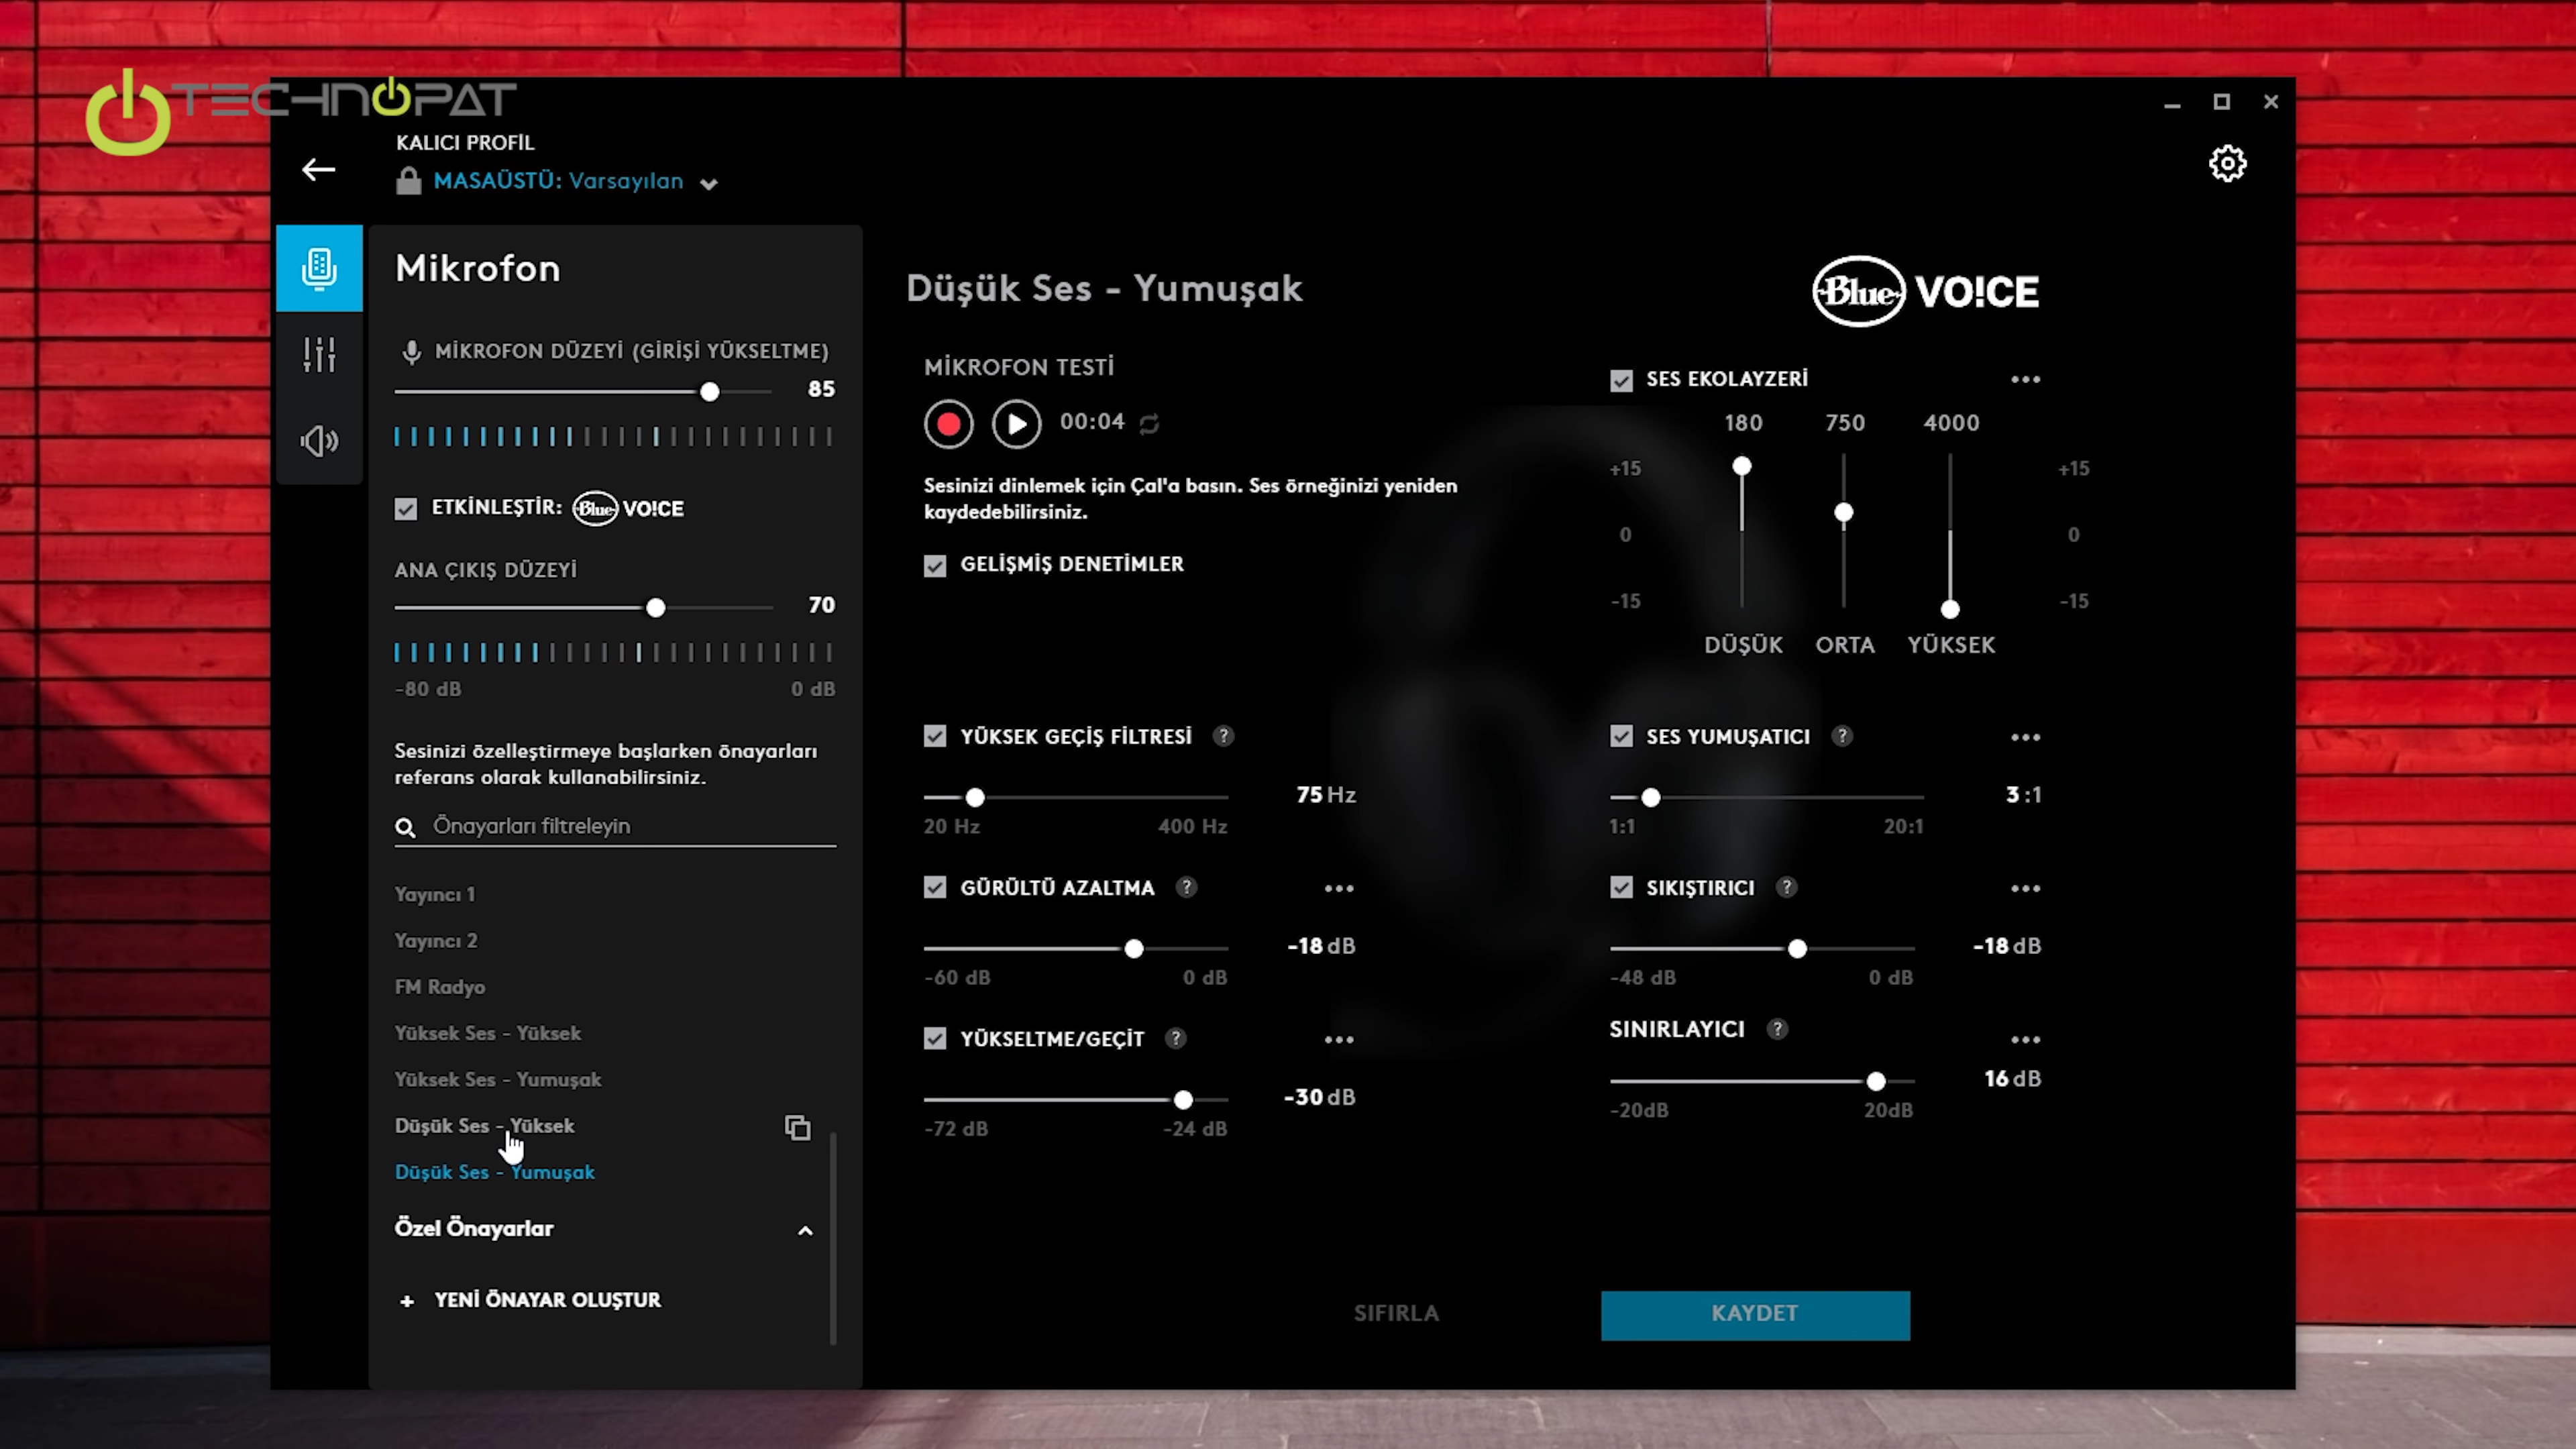 TECHNOPAT
KALICI PROFİL
MASAÜSTÜ: Varsayılan
Mikrofon
MİKROFON DÜZEYİ (GİRİŞİ YÜKSELTME)
85
ETKİNLEŞTİR: Blue VO!CE
ANA ÇIKIŞ DÜZEYİ
70
-80 dB 0 dB
Sesinizi özelleştirmeye başlarken önayarları
referans olarak kullanabilirsiniz.
Önayarları filtreleyin
Yayıncı 1
Yayıncı 2
FM Radyo
Yüksek Ses - Yüksek
Yüksek Ses - Yumuşak
Düşük Ses - Yüksek
Düşük Ses - Yumuşak
Özel Önayarlar
+ YENİ ÖNAYAR OLUŞTUR
Düşük Ses - Yumuşak
Blue VO!CE
MİKROFON TESTİ
00:04
Sesinizi dinlemek için Çal'a basın. Ses örneğinizi yeniden
kaydedebilirsiniz.
GELİŞMİŞ DENETİMLER
SES EKOLAYZERİ
180 750 4000
+15 +15
0 0
-15 -15
DÜŞÜK ORTA YÜKSEK
YÜKSEK GEÇİŞ FİLTRESİ ?
75 Hz
20 Hz 400 Hz
GÜRÜLTÜ AZALTMA ?
-18 dB
-60 dB 0 dB
YÜKSELTME/GEÇİT ?
-30 dB
-72 dB -24 dB
SES YUMUŞATICI ?
3 :1
1:1 20:1
SIKIŞTIRICI ?
-18 dB
-48 dB 0 dB
SINIRLAYICI ?
16 dB
-20dB 20dB
SIFIRLA
KAYDET